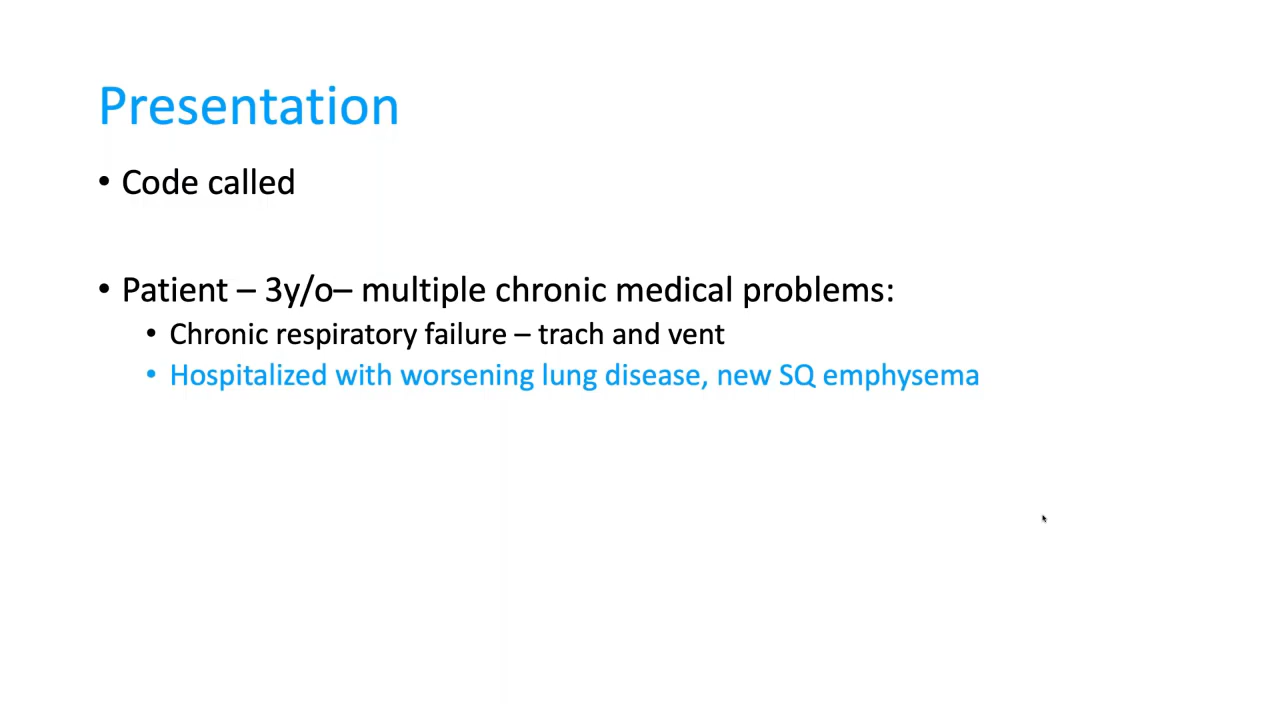 Presentation
• Code called
• Patient – 3y/o– multiple chronic medical problems:
• Chronic respiratory failure – trach and vent
• Hospitalized with worsening lung disease, new SQ emphysema